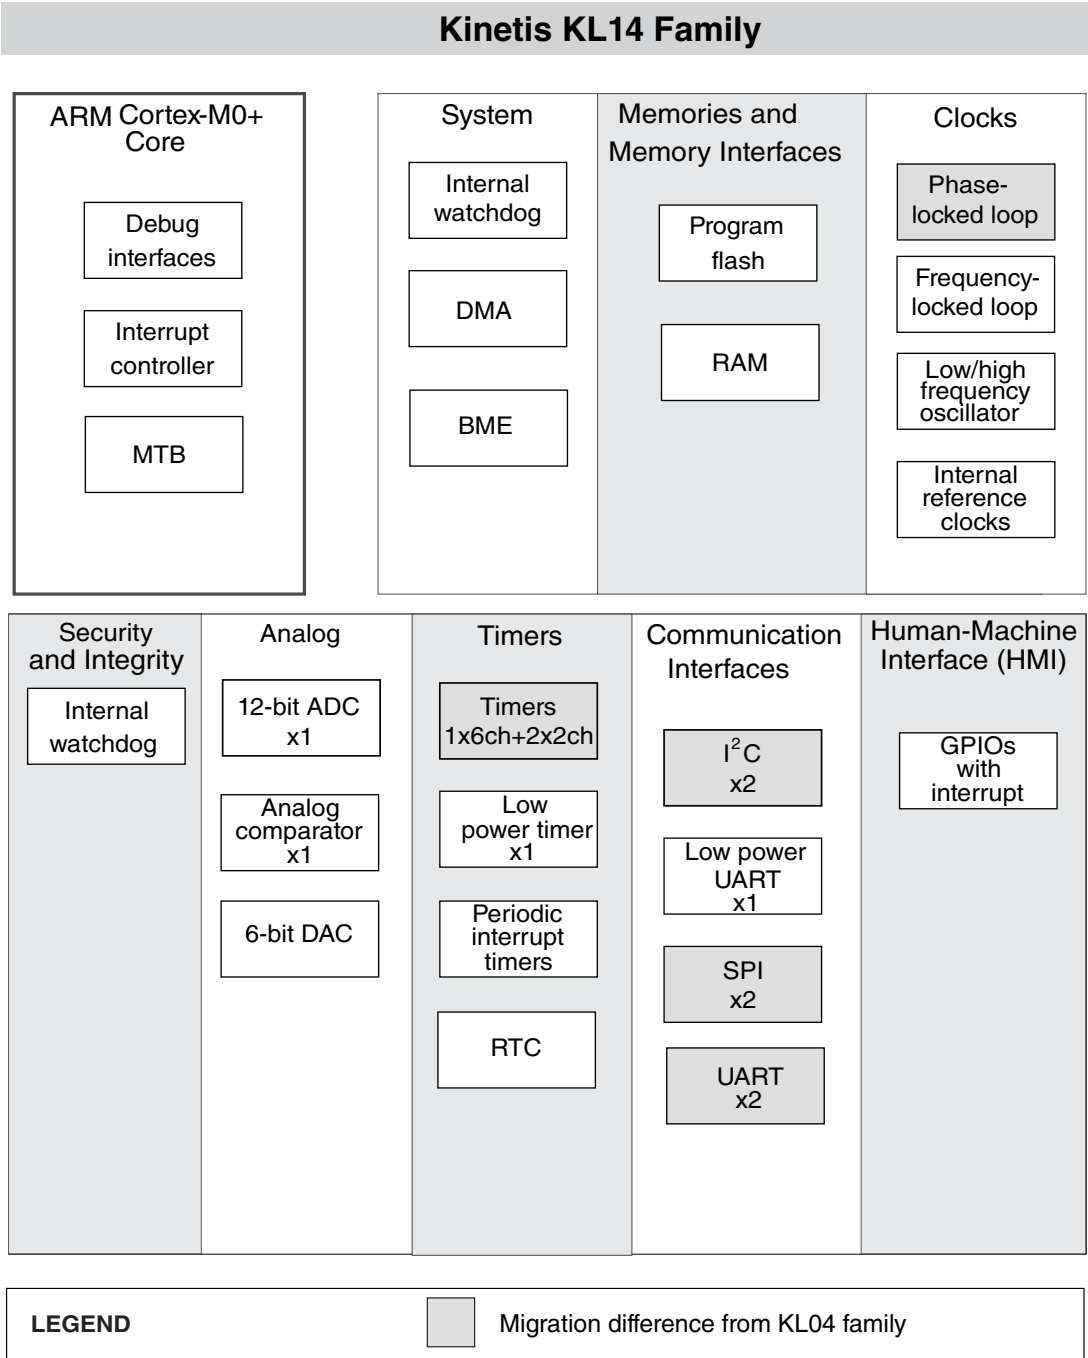 Kinetis KL14 Family
ARM Cortex-M0+
Core
Debug
interfaces
Interrupt
controller
MTB
System
Internal
watchdog
DMA
BME
Memories and
Memory Interfaces
Program
flash
RAM
Clocks
Phase-
locked loop
Frequency-
locked loop
Low/high
frequency
oscillator
Internal
reference
clocks
Security
and Integrity
Internal
watchdog
Analog
12-bit ADC
x1
Analog
comparator
x1
6-bit DAC
Timers
Timers
1x6ch+2x2ch
Low
power timer
x1
Periodic
interrupt
timers
RTC
Communication
Interfaces
I²C
x2
Low power
UART
x1
SPI
x2
UART
x2
Human-Machine
Interface (HMI)
GPIOs
with
interrupt
LEGEND
Migration difference from KL04 family